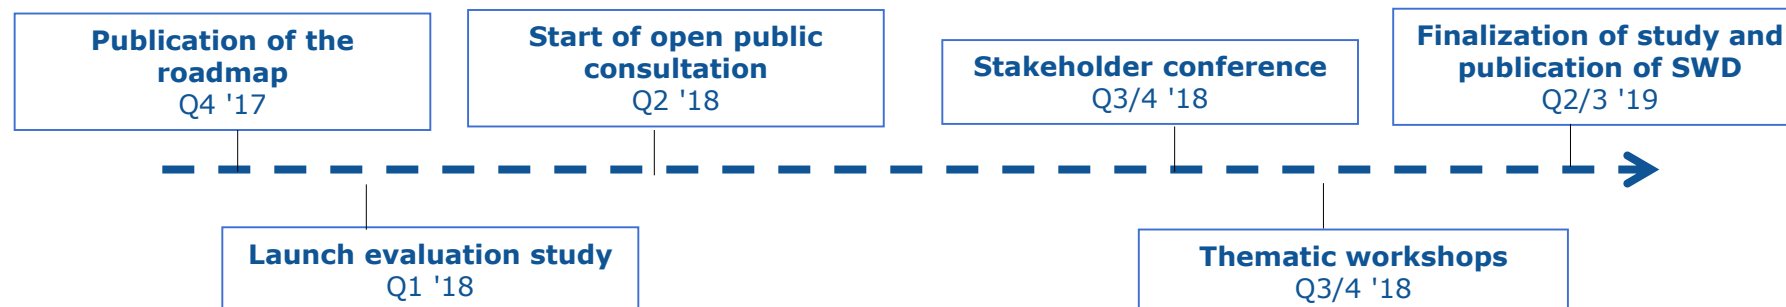 Publication of the
roadmap
Q4 '17
Start of open public
consultation
Q2 '18
Stakeholder conference
Q3/4 '18
Finalization of study and
publication of SWD
Q2/3 '19
Launch evaluation study
Q1 '18
Thematic workshops
Q3/4 '18